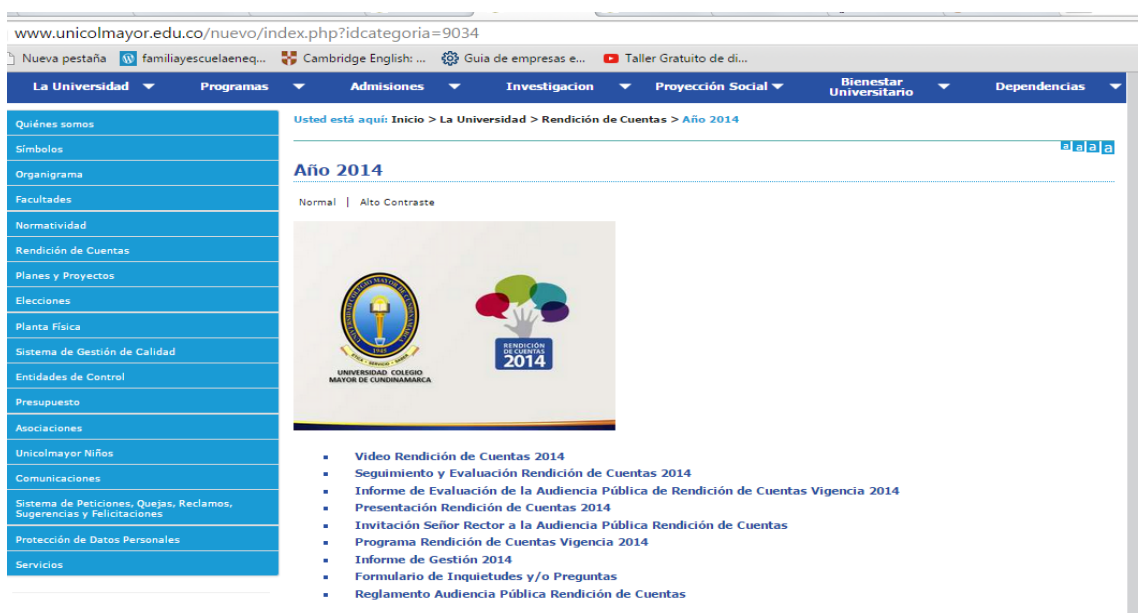 www.unicolmayor.edu.co/nuevo/index.php?idcategoria=9034
Nueva pestaña familiayescuelaeneq... Cambridge English: ... Guia de empresas e... Taller Gratuito de di...
La Universidad Programas Admisiones Investigacion Proyección Social Bienestar Universitario Dependencias
Quiénes somos
Símbolos
Organigrama
Facultades
Normatividad
Rendición de Cuentas
Planes y Proyectos
Elecciones
Planta Física
Sistema de Gestión de Calidad
Entidades de Control
Presupuesto
Asociaciones
Unicolmayor Niños
Comunicaciones
Sistema de Peticiones, Quejas, Reclamos,
Sugerencias y Felicitaciones
Protección de Datos Personales
Servicios
Usted está aquí: Inicio > La Universidad > Rendición de Cuentas > Año 2014
a a a a
Año 2014
Normal | Alto Contraste
1945
UNIVERSIDAD COLEGIO
MAYOR DE CUNDINAMARCA
RENDICIÓN
DE CUENTAS
2014
Video Rendición de Cuentas 2014
Seguimiento y Evaluación Rendición de Cuentas 2014
Informe de Evaluación de la Audiencia Pública de Rendición de Cuentas Vigencia 2014
Presentación Rendición de Cuentas 2014
Invitación Señor Rector a la Audiencia Pública Rendición de Cuentas
Programa Rendición de Cuentas Vigencia 2014
Informe de Gestión 2014
Formulario de Inquietudes y/o Preguntas
Reglamento Audiencia Pública Rendición de Cuentas